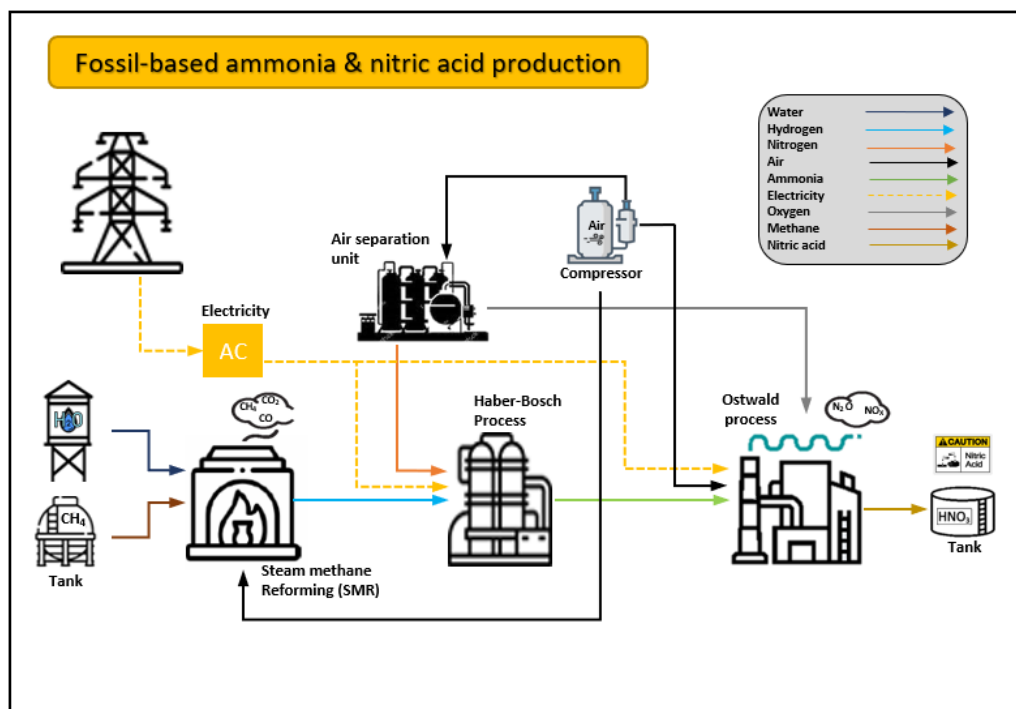 Fossil-based ammonia & nitric acid production
Water
Hydrogen
Nitrogen
Air
Ammonia
Electricity
Oxygen
Methane
Nitric acid
Air separation
unit
Air
Compressor
Electricity
AC
H2O
CH₄
Tank
CH₄ CO₂
CO
Steam methane
Reforming (SMR)
Haber-Bosch
Process
Ostwald
process
N₂O NOₓ
CAUTION
Nitric
Acid
HNO₃
Tank